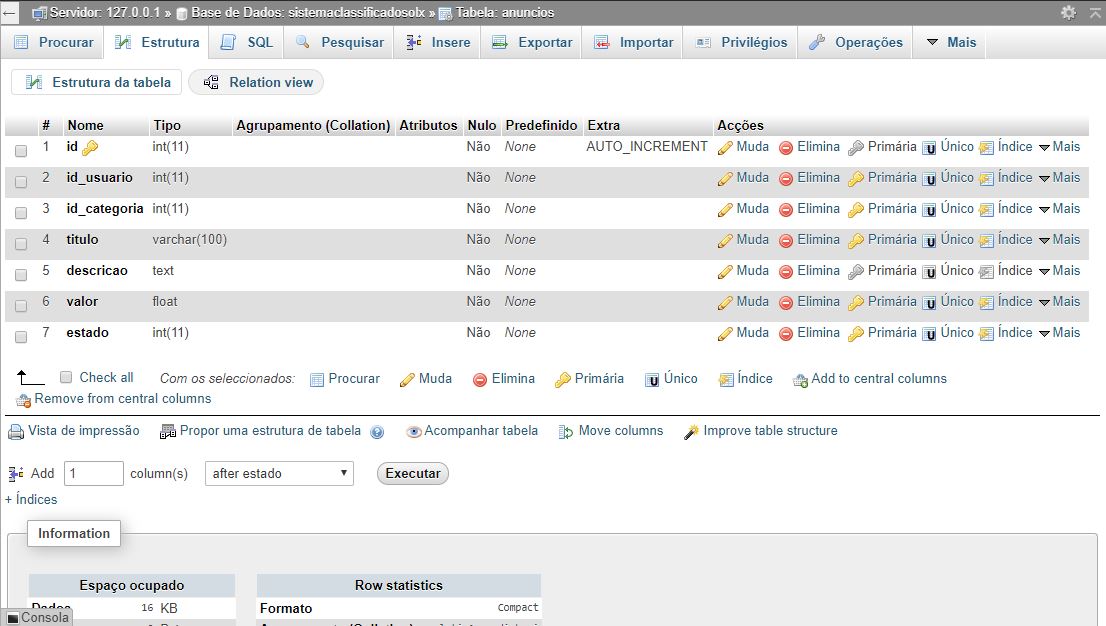 Servidor: 127.0.0.1 » Base de Dados: sistemaclassificadosolx » Tabela: anuncios
Procurar Estrutura SQL Pesquisar Insere Exportar Importar Privilégios Operações Mais
Estrutura da tabela Relation view
# Nome Tipo Agrupamento (Collation) Atributos Nulo Predefinido Extra Acções
1 id int(11) Não None AUTO_INCREMENT Muda Elimina Primária Único Índice Mais
2 id_usuario int(11) Não None Muda Elimina Primária Único Índice Mais
3 id_categoria int(11) Não None Muda Elimina Primária Único Índice Mais
4 titulo varchar(100) Não None Muda Elimina Primária Único Índice Mais
5 descricao text Não None Muda Elimina Primária Único Índice Mais
6 valor float Não None Muda Elimina Primária Único Índice Mais
7 estado int(11) Não None Muda Elimina Primária Único Índice Mais
Check all Com os seleccionados: Procurar Muda Elimina Primária Único Índice Add to central columns
Remove from central columns
Vista de impressão Propor uma estrutura de tabela Acompanhar tabela Move columns Improve table structure
Add 1 column(s) after estado Executar
+ Índices
Information
Espaço ocupado Row statistics
Dados 16 KB Formato Compact
Consola